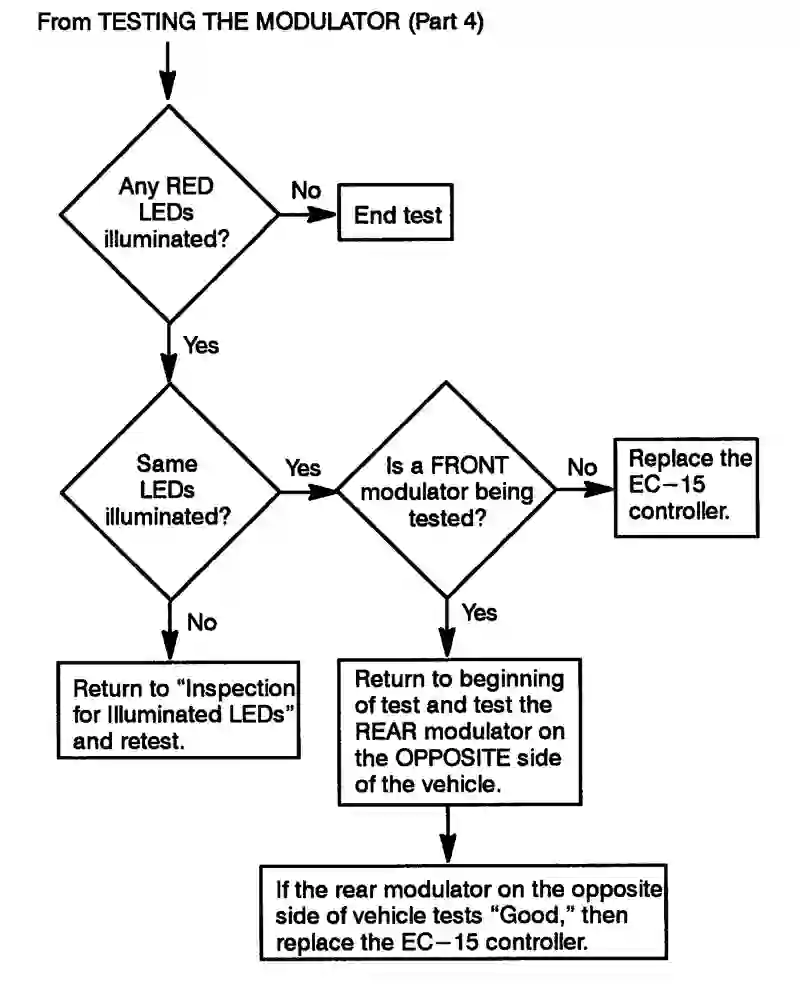 From TESTING THE MODULATOR (Part 4)
Any RED
LEDs
illuminated?
No
End test
Yes
Same
LEDs
illuminated?
Yes
Is a FRONT
modulator being
tested?
No
Replace the
EC−15
controller.
No
Return to “Inspection
for Illuminated LEDs”
and retest.
Yes
Return to beginning
of test and test the
REAR modulator on
the OPPOSITE side
of the vehicle.
If the rear modulator on the opposite
side of vehicle tests “Good,” then
replace the EC−15 controller.